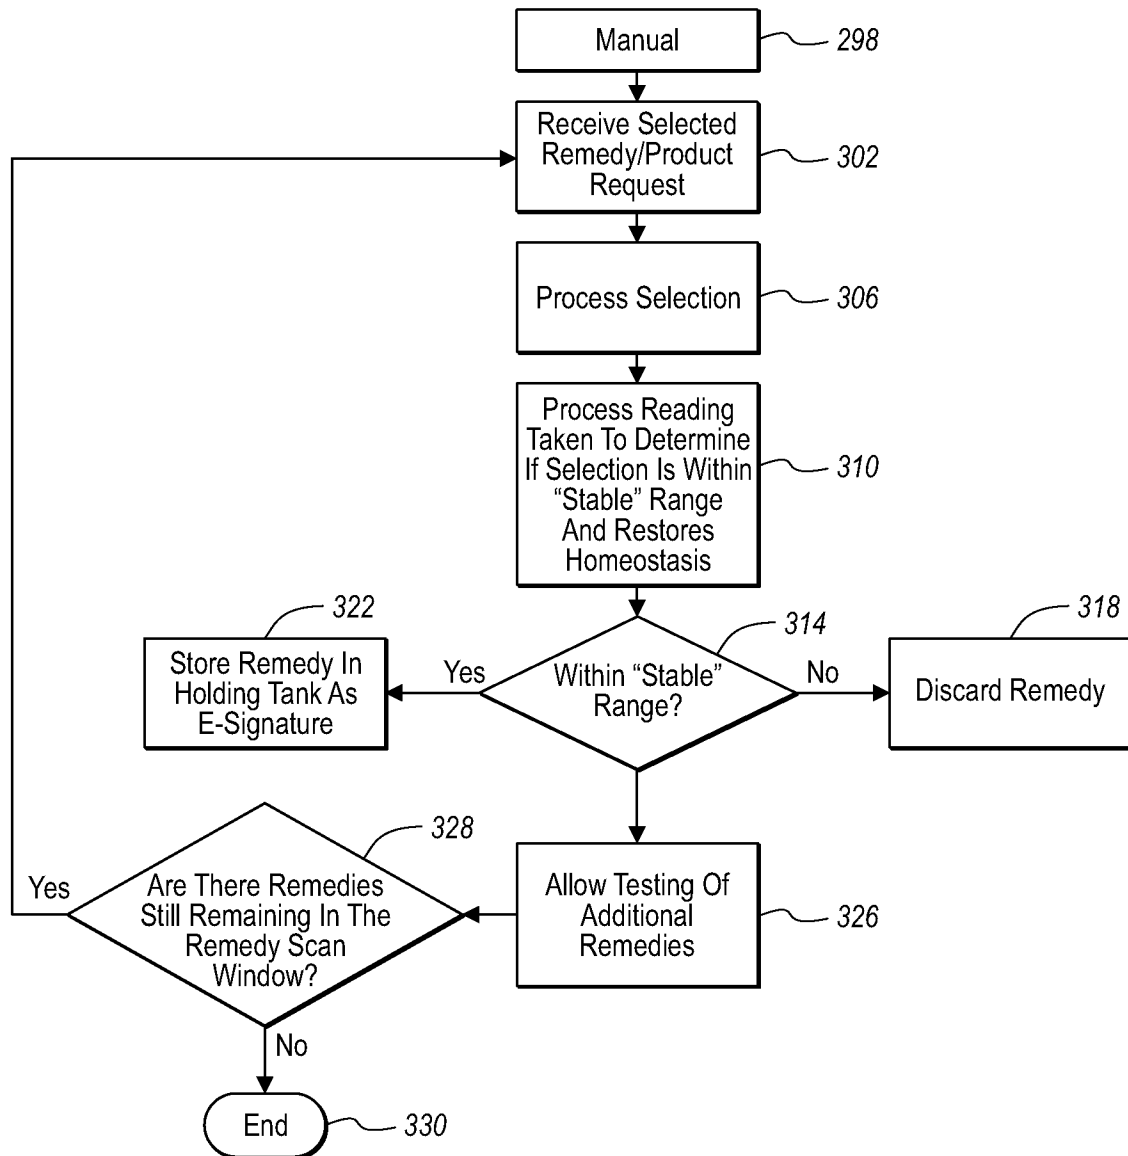 Manual
298
Receive Selected
Remedy/Product
Request
302
Process Selection
306
Process Reading
Taken To Determine
If Selection Is Within
“Stable” Range
And Restores
Homeostasis
310
322
Store Remedy In
Holding Tank As
E-Signature
Yes
Within “Stable”
Range?
314
No
318
Discard Remedy
328
Yes
Are There Remedies
Still Remaining In The
Remedy Scan
Window?
Allow Testing Of
Additional
Remedies
326
No
End
330